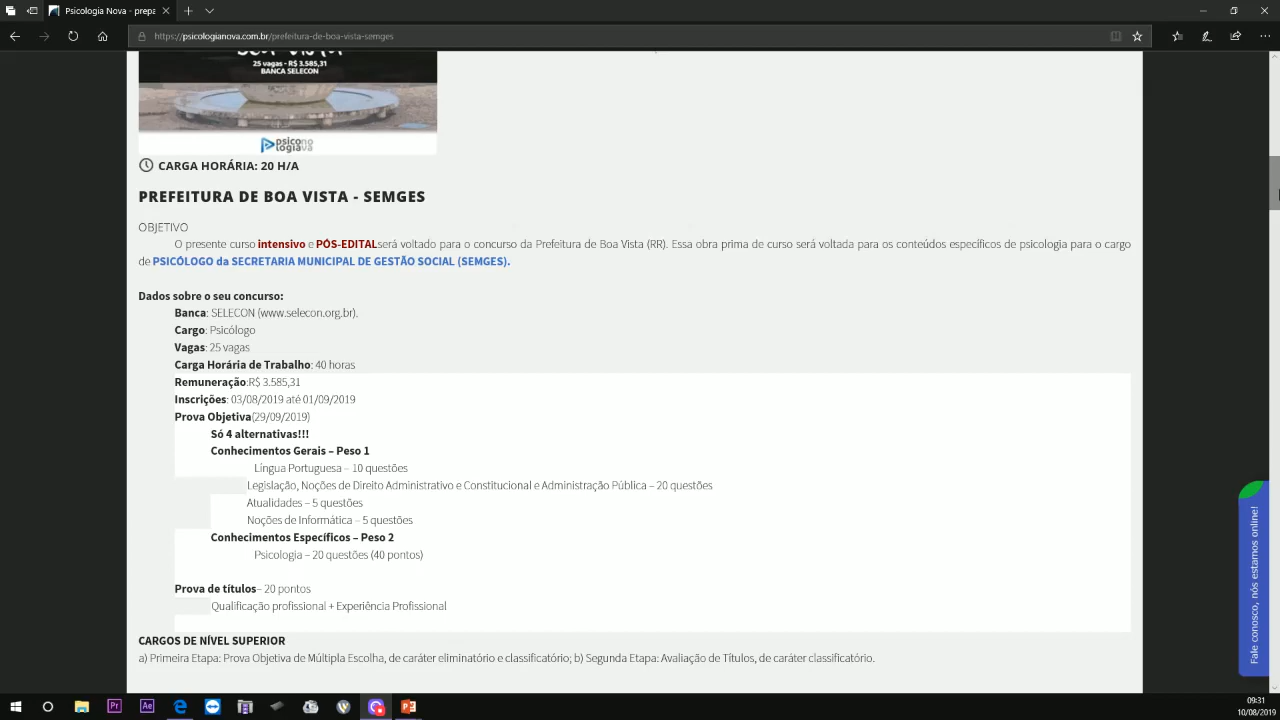 Psicologia Nova - prepa
https://psicologianova.com.br/prefeitura-de-boa-vista-semges
25 vagas - R$ 3.585,31
BANCA SELECON
psicologia nova
CARGA HORÁRIA: 20 H/A
PREFEITURA DE BOA VISTA - SEMGES
OBJETIVO
O presente curso intensivo e PÓS-EDITALserá voltado para o concurso da Prefeitura de Boa Vista (RR). Essa obra prima de curso será voltada para os conteúdos específicos de psicologia para o cargo
de PSICÓLOGO da SECRETARIA MUNICIPAL DE GESTÃO SOCIAL (SEMGES).
Dados sobre o seu concurso:
Banca: SELECON (www.selecon.org.br).
Cargo: Psicólogo
Vagas: 25 vagas
Carga Horária de Trabalho: 40 horas
Remuneração:R$ 3.585,31
Inscrições: 03/08/2019 até 01/09/2019
Prova Objetiva(29/09/2019)
Só 4 alternativas!!!
Conhecimentos Gerais – Peso 1
Língua Portuguesa – 10 questões
Legislação, Noções de Direito Administrativo e Constitucional e Administração Pública – 20 questões
Atualidades – 5 questões
Noções de Informática – 5 questões
Conhecimentos Específicos – Peso 2
Psicologia – 20 questões (40 pontos)
Prova de títulos– 20 pontos
Qualificação profissional + Experiência Profissional
CARGOS DE NÍVEL SUPERIOR
a) Primeira Etapa: Prova Objetiva de Múltipla Escolha, de caráter eliminatório e classificatório; b) Segunda Etapa: Avaliação de Títulos, de caráter classificatório.
Fale conosco, nós estamos online!
Pr
Ae
09:31
10/08/2019